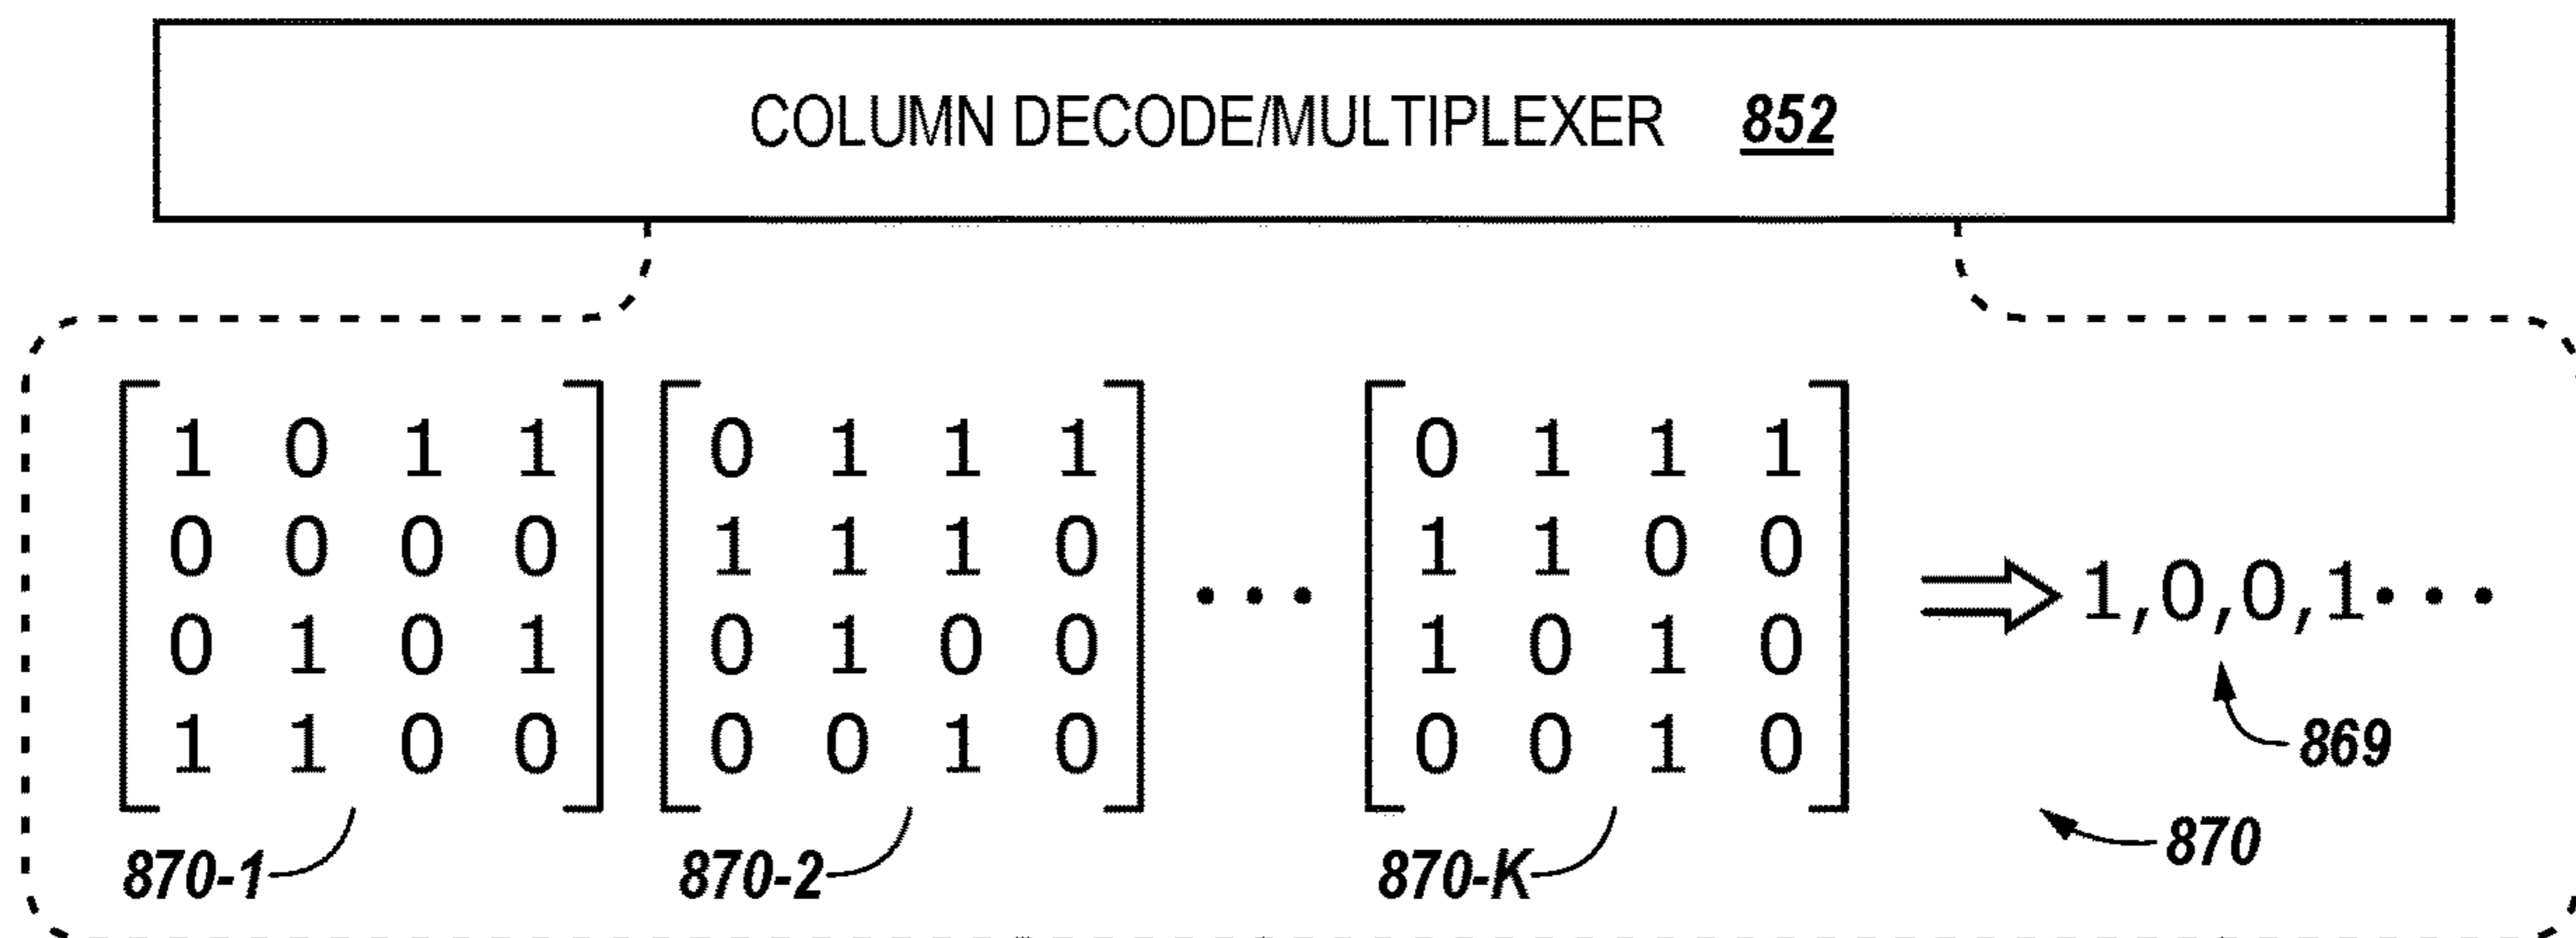 COLUMN DECODE/MULTIPLEXER 852
1 0 1 1 0 1 1 1 0 1 1 1
0 0 0 0 1 1 1 0 1 1 0 0
1,0,0,1...
0 1 0 1 0 1 0 0 1 0 1 0
1 1 0 0 0 0 1 0 0 0 1 0
869
870-1 870-2 870-K 870